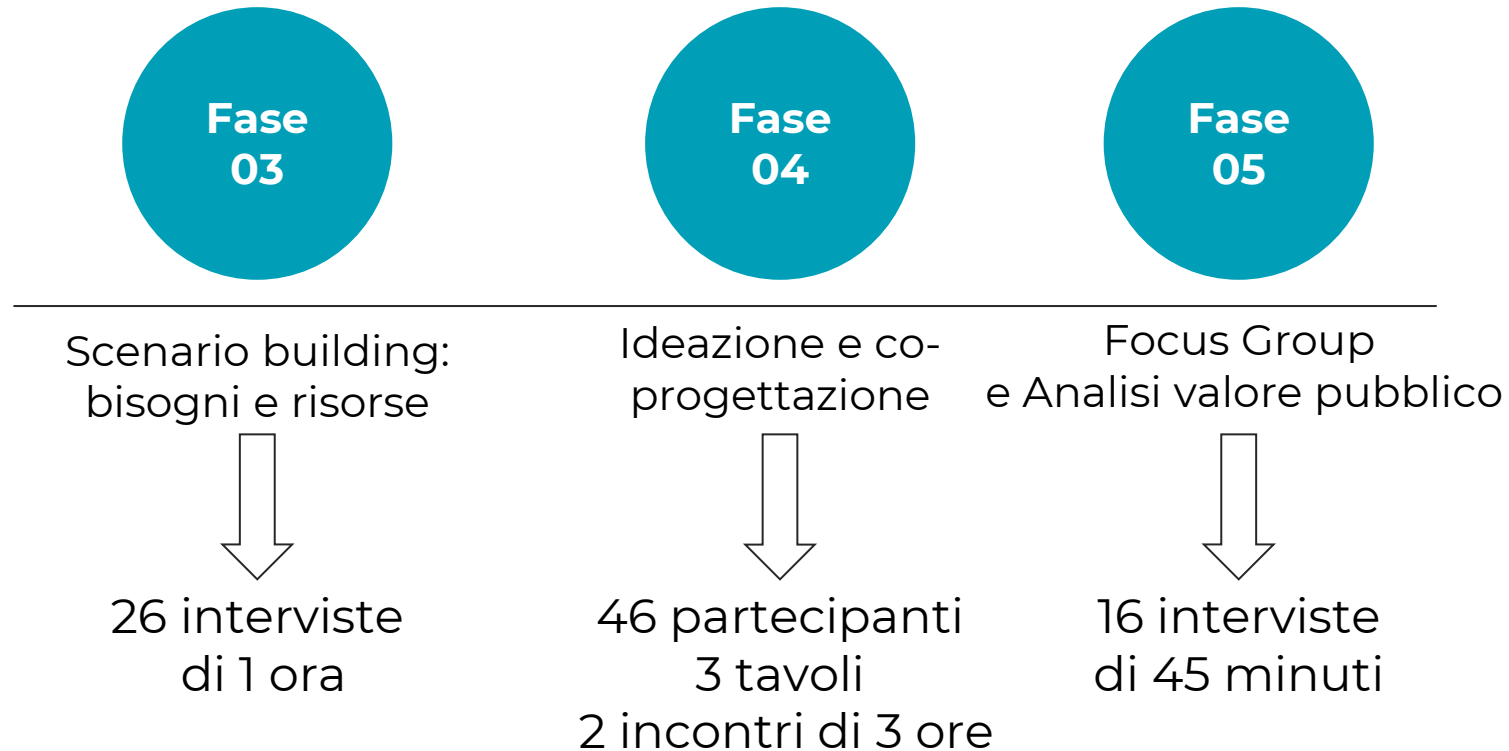 Fase
03
Fase
04
Fase
05
Scenario building:
bisogni e risorse
Ideazione e co-
progettazione
Focus Group
e Analisi valore pubblico
26 interviste
di 1 ora
46 partecipanti
3 tavoli
2 incontri di 3 ore
16 interviste
di 45 minuti